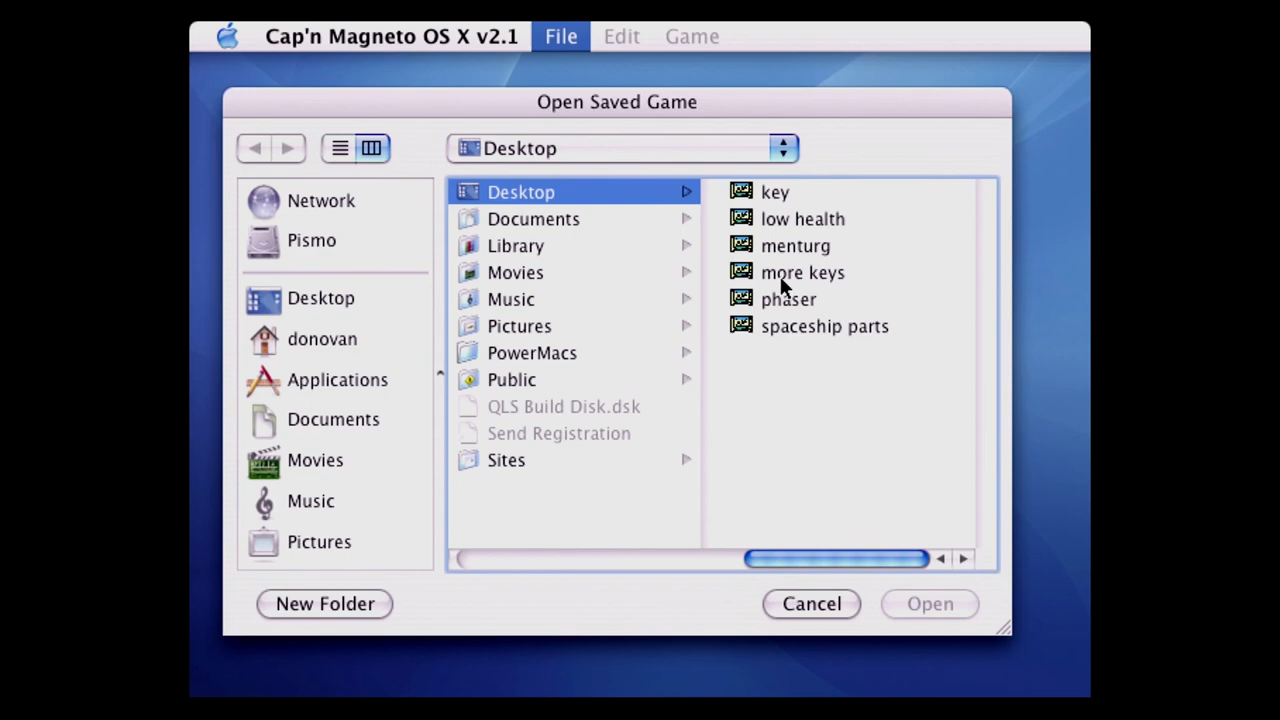 Cap'n Magneto OS X v2.1 File Edit Game
Open Saved Game
Desktop
Network
Pismo
Desktop
donovan
Applications
Documents
Movies
Music
Pictures
Desktop
Documents
Library
Movies
Music
Pictures
PowerMacs
Public
QLS Build Disk.dsk
Send Registration
Sites
key
low health
menturg
more keys
phaser
spaceship parts
New Folder
Cancel
Open